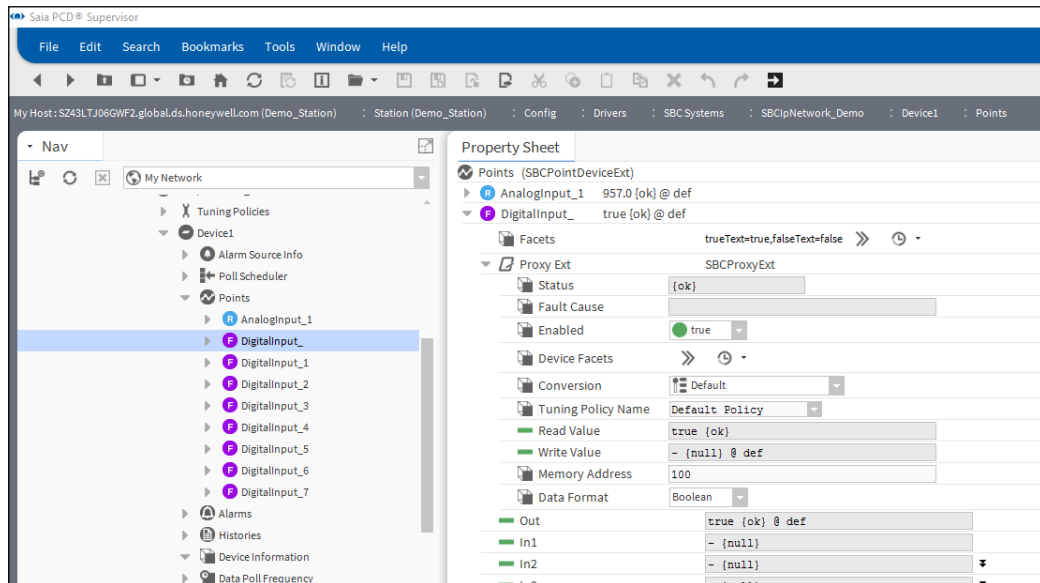 Saia PCD® Supervisor
File Edit Search Bookmarks Tools Window Help
My Host : SZ43LTJ06GWF2.global.ds.honeywell.com (Demo_Station) : Station (Demo_Station) : Config : Drivers : SBC Systems : SBCIpNetwork_Demo : Device1 : Points
Nav
My Network
Tuning Policies
Device1
Alarm Source Info
Poll Scheduler
Points
R AnalogInput_1
F DigitalInput_
F DigitalInput_1
F DigitalInput_2
F DigitalInput_3
F DigitalInput_4
F DigitalInput_5
F DigitalInput_6
F DigitalInput_7
Alarms
Histories
Device Information
Data Poll Frequency
Property Sheet
Points (SBCPointDeviceExt)
R AnalogInput_1 957.0 {ok} @ def
F DigitalInput_ true {ok} @ def
Facets trueText=true,falseText=false
Proxy Ext SBCProxyExt
Status {ok}
Fault Cause
Enabled true
Device Facets
Conversion Default
Tuning Policy Name Default Policy
Read Value true {ok}
Write Value - {null} @ def
Memory Address 100
Data Format Boolean
Out true {ok} @ def
In1 - {null}
In2 - {null}